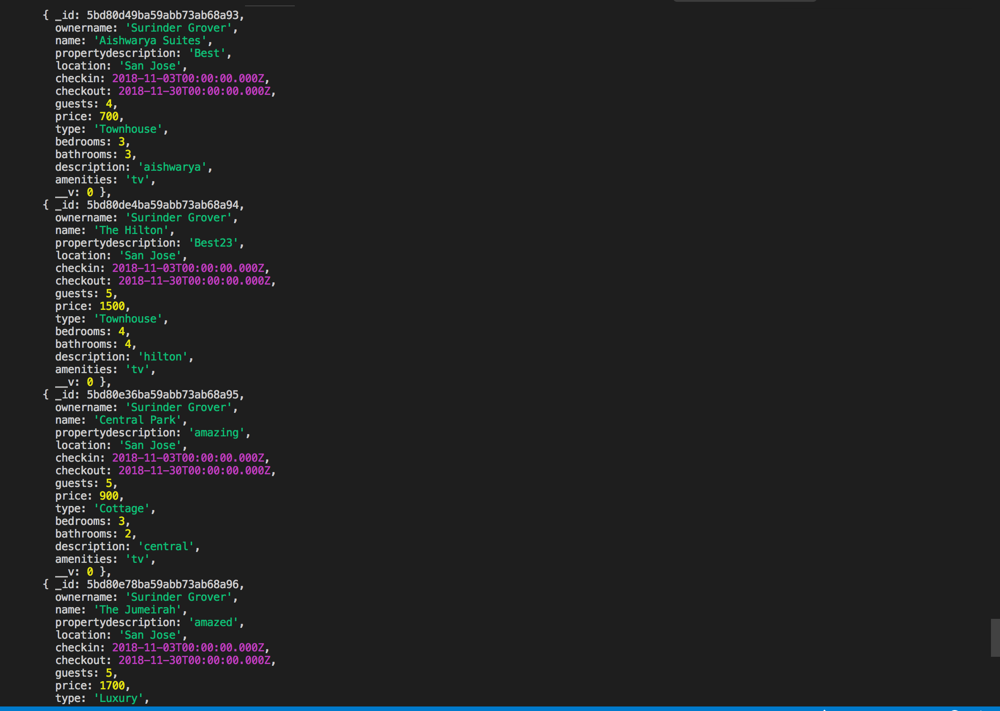 { _id: 5bd80d49ba59abb73ab68a93,
ownername: 'Surinder Grover',
name: 'Aishwarya Suites',
propertydescription: 'Best',
location: 'San Jose',
checkin: 2018-11-03T00:00:00.000Z,
checkout: 2018-11-30T00:00:00.000Z,
guests: 4,
price: 700,
type: 'Townhouse',
bedrooms: 3,
bathrooms: 3,
description: 'aishwarya',
amenities: 'tv',
__v: 0 },
{ _id: 5bd80de4ba59abb73ab68a94,
ownername: 'Surinder Grover',
name: 'The Hilton',
propertydescription: 'Best23',
location: 'San Jose',
checkin: 2018-11-03T00:00:00.000Z,
checkout: 2018-11-30T00:00:00.000Z,
guests: 5,
price: 1500,
type: 'Townhouse',
bedrooms: 4,
bathrooms: 4,
description: 'hilton',
amenities: 'tv',
__v: 0 },
{ _id: 5bd80e36ba59abb73ab68a95,
ownername: 'Surinder Grover',
name: 'Central Park',
propertydescription: 'amazing',
location: 'San Jose',
checkin: 2018-11-03T00:00:00.000Z,
checkout: 2018-11-30T00:00:00.000Z,
guests: 5,
price: 900,
type: 'Cottage',
bedrooms: 3,
bathrooms: 2,
description: 'central',
amenities: 'tv',
__v: 0 },
{ _id: 5bd80e78ba59abb73ab68a96,
ownername: 'Surinder Grover',
name: 'The Jumeirah',
propertydescription: 'amazed',
location: 'San Jose',
checkin: 2018-11-03T00:00:00.000Z,
checkout: 2018-11-30T00:00:00.000Z,
guests: 5,
price: 1700,
type: 'Luxury',